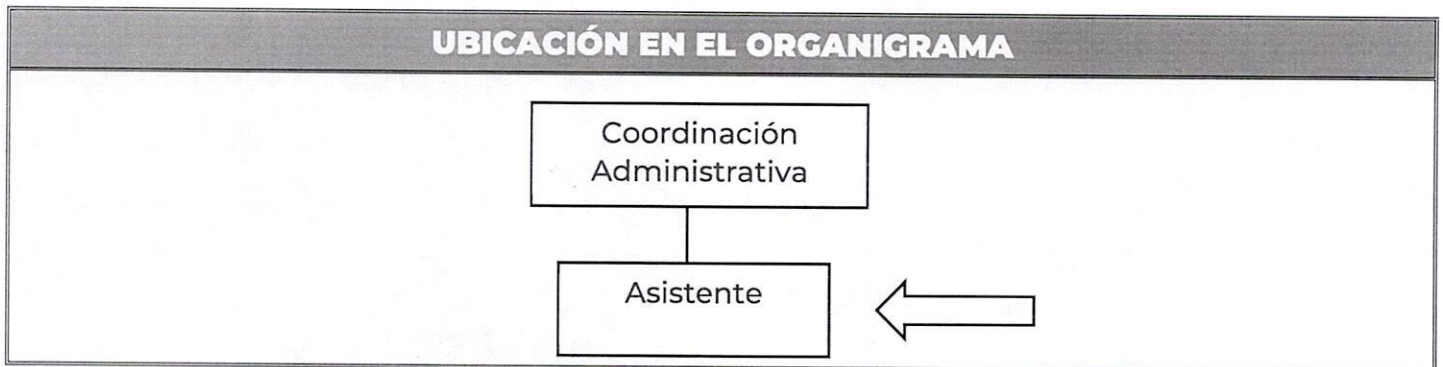 UBICACIÓN EN EL ORGANIGRAMA
Coordinación
Administrativa
Asistente